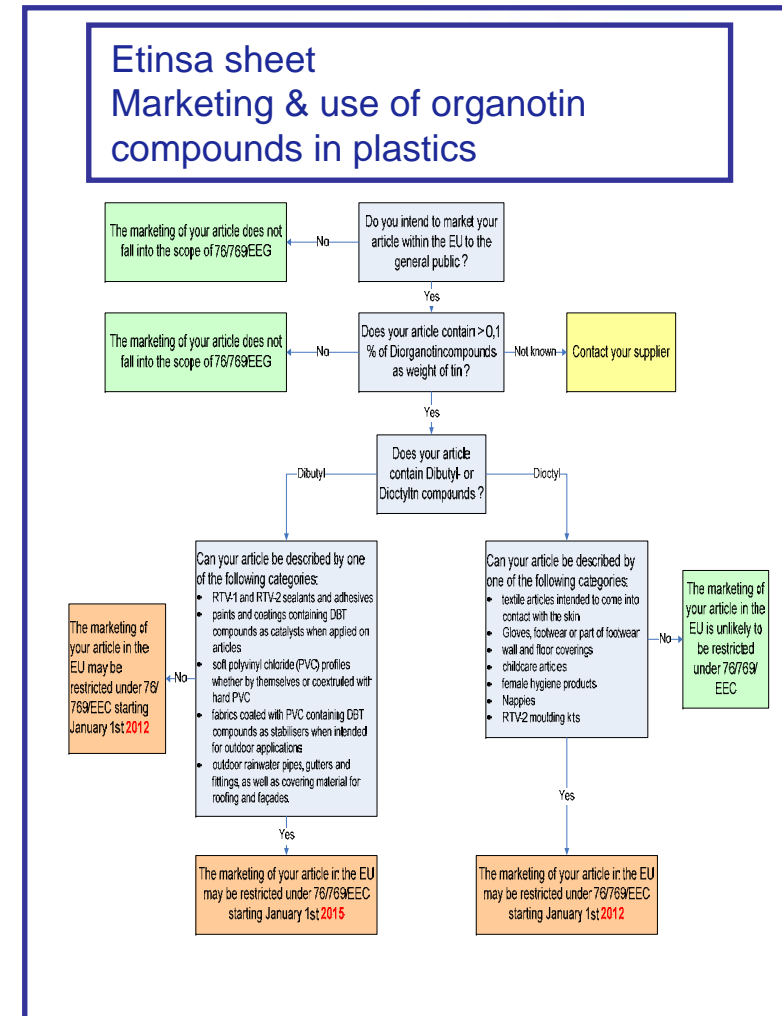 Etinsa sheet
Marketing & use of organotin
compounds in plastics
The marketing of your article does not
fall into the scope of 76/769/EEG
No
Do you intend to market your
article within the EU to the
general public ?
Yes
The marketing of your article does not
fall into the scope of 76/769/EEG
No
Does your article contain >0,1
% of Diorganotincompounds
as weight of tin ?
Not known
Contact your supplier
Yes
Does your article
contain Dibutyl- or
Dioctyltn compounds ?
Dibutyl
Dioctyl
Can your article be described by one
of the following categories:
• RTV-1 and RTV-2 sealants and adhesives
• paints and coatings containing DBT
compounds as catalysts when applied on
articles
• soft polyvinyl chloride (PVC) profiles
whether by themselves or coextruded with
hard PVC
• fabrics coated with PVC containing DBT
compounds as stabilisers when intended
for outdoor applications
• outdoor rainwater pipes, gutters and
fittings, as well as covering material for
roofing and façades.
No
The marketing of
your article in the
EU may be
restricted under 76/
769/EEC starting
January 1st 2012
Yes
The marketing of your article in the EU
may be restricted under 76/769/EEC
starting January 1st 2015
Can your article be described by
one of the following categories:
• textile articles intended to come into
contact with the skin
• Gloves, footwear or part of footwear
• wall and floor coverings
• childcare articles
• female hygiene products
• Nappies
• RTV-2 moulding kits
No
The marketing of
your article in the
EU is unlikely to
be restricted
under 76/769/
EEC
Yes
The marketing of your article in the EU
may be restricted under 76/769/EEC
starting January 1st 2012